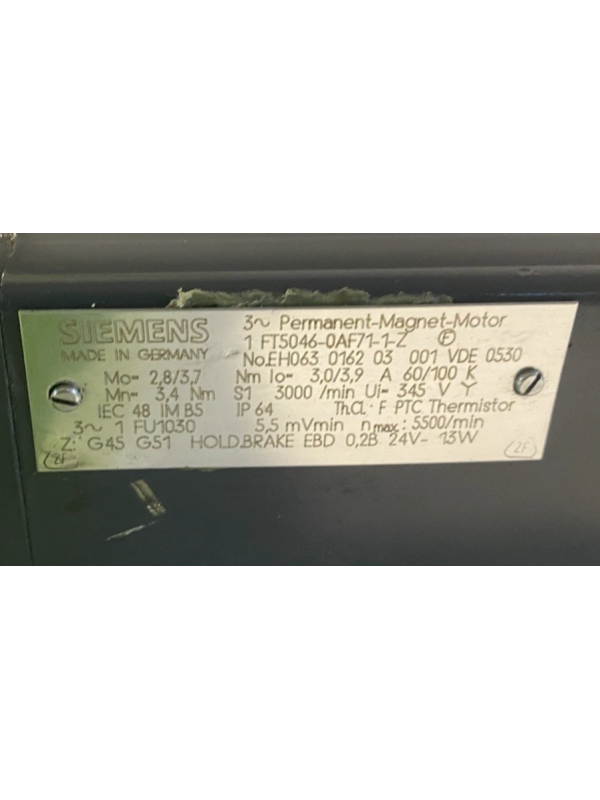 SIEMENS
MADE IN GERMANY
3~ Permanent-Magnet-Motor
1 FT5046-0AF71-1-Z F
No.EH063 0162 03 001 VDE 0530
Mo- 2,8/3,7 Nm Io- 3,0/3,9 A 60/100 K
Mn- 3,4 Nm S1 3000 /min Ui- 345 V Y
IEC 48 IM B5 IP 64 Th.Cl.: F PTC Thermistor
3~ 1 FU1030 5,5 mVmin nmax: 5500/min
Z: G45 G51 HOLD.BRAKE EBD 0,2B 24V- 13W
2F 2F